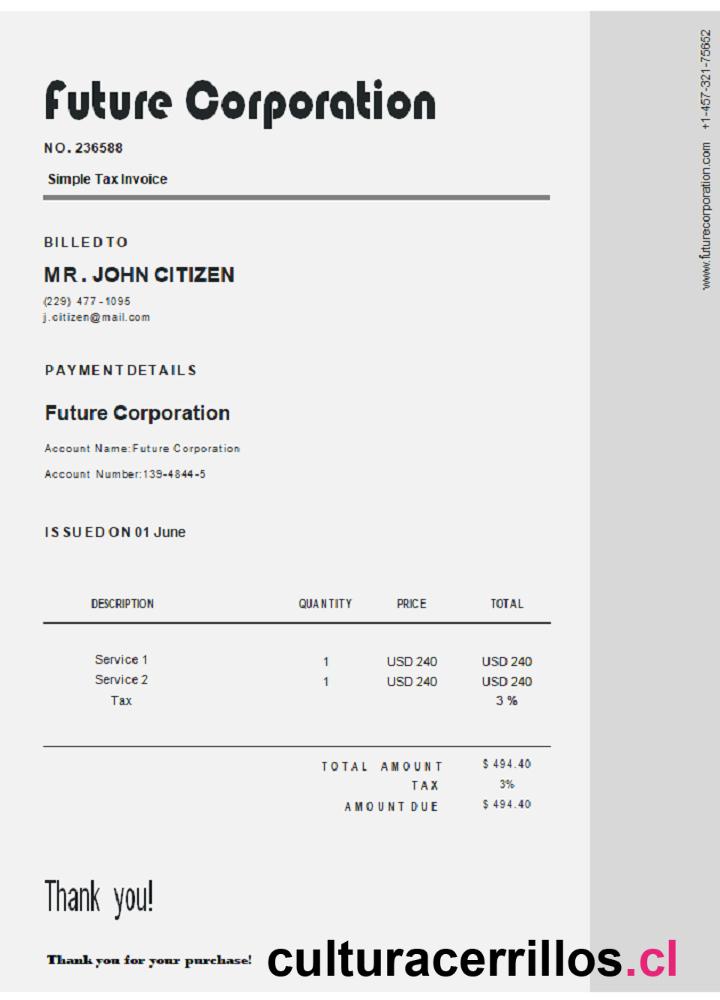 Future Corporation
NO. 236588
Simple Tax Invoice
www.futurecorporation.com +1-457-321-75652
BILLED TO
MR. JOHN CITIZEN
(229) 477-1095
j.citizen@mail.com
PAYMENT DETAILS
Future Corporation
Account Name:Future Corporation
Account Number:139-4844-5
ISSUED ON 01 June
DESCRIPTION QUANTITY PRICE TOTAL
Service 1 1 USD 240 USD 240
Service 2 1 USD 240 USD 240
Tax 3 %
TOTAL AMOUNT $ 494.40
TAX 3%
AMOUNT DUE $ 494.40
Thank you!
Thank you for your purchase!
culturacerrillos.cl